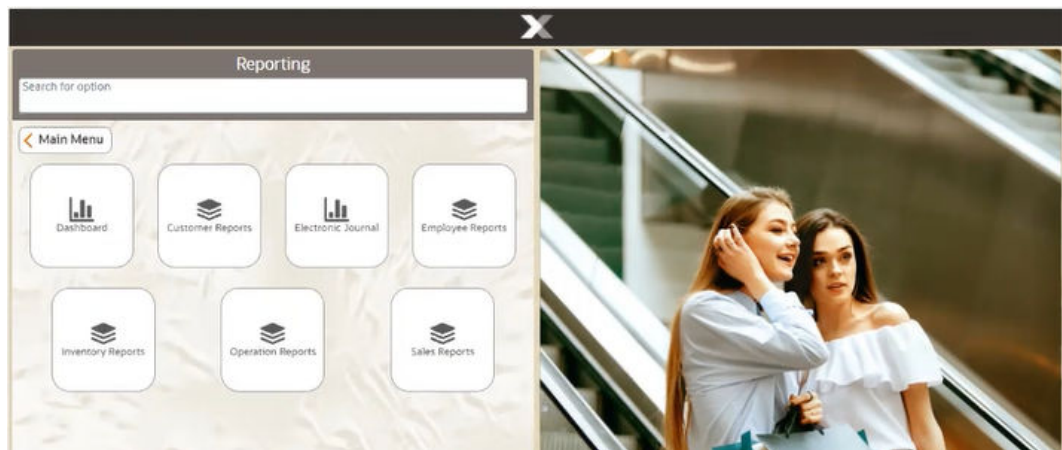 Reporting
Search for option
Main Menu
Dashboard
Customer Reports
Electronic Journal
Employee Reports
Inventory Reports
Operation Reports
Sales Reports